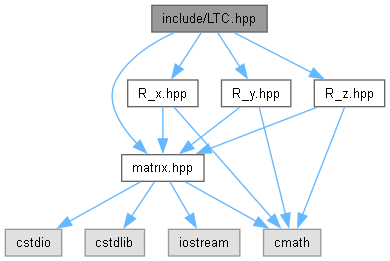 include/LTC.hpp
R_x.hpp
R_y.hpp
R_z.hpp
matrix.hpp
cstdio
cstdlib
iostream
cmath